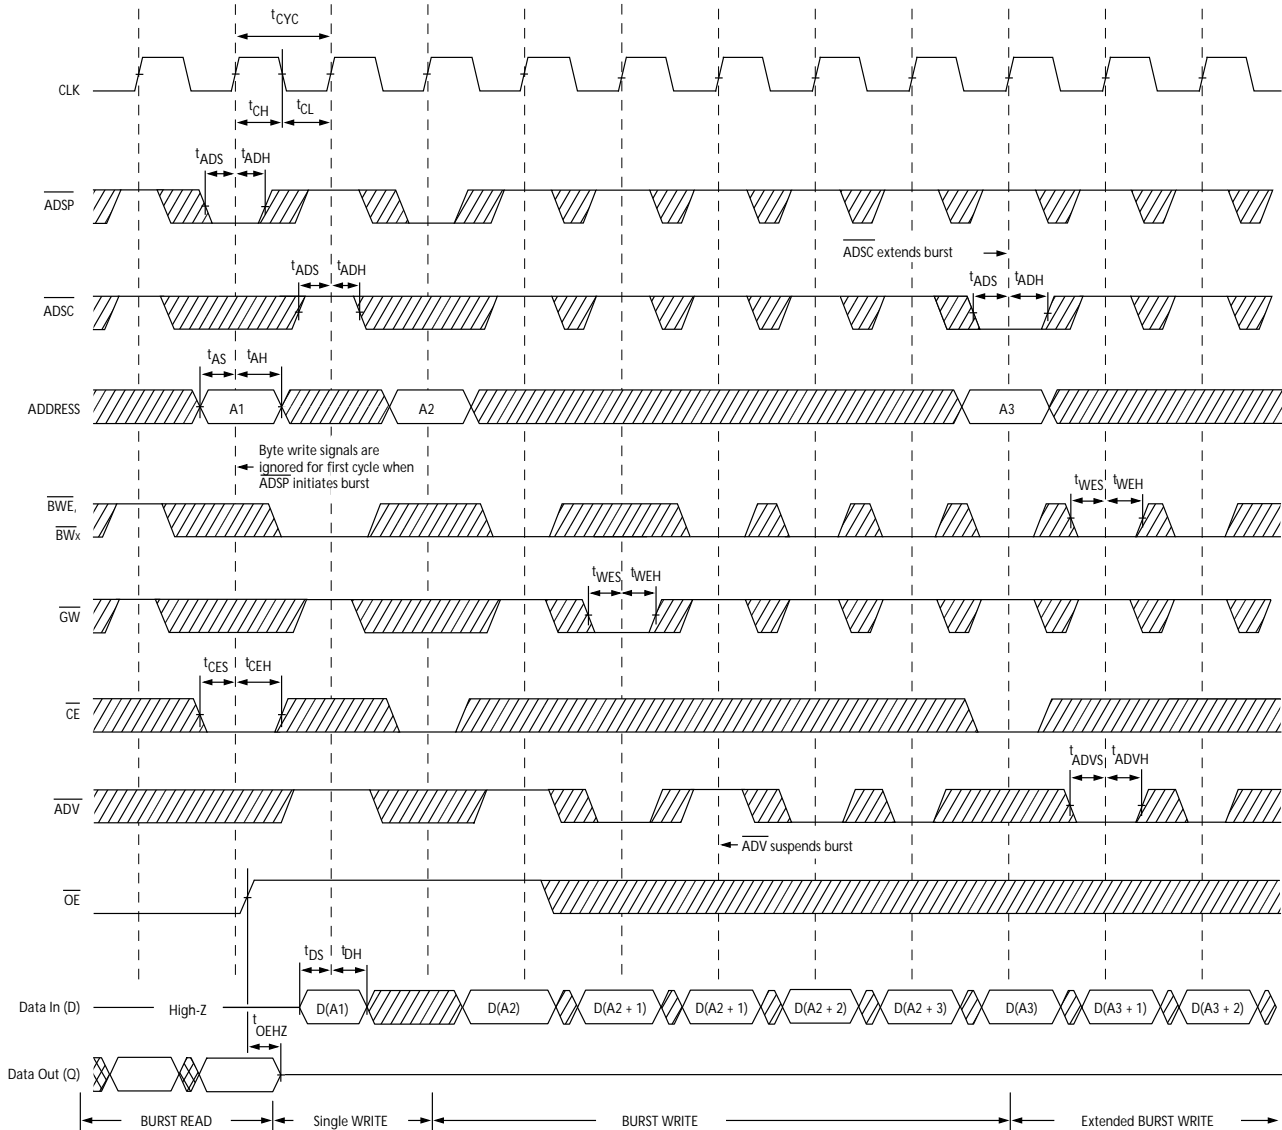 tCYC
CLK
tCH tCL
tADS tADH
ADSP
ADSC extends burst
tADS tADH tADS tADH
ADSC
tAS tAH
ADDRESS A1 A2 A3
Byte write signals are
ignored for first cycle when
ADSP initiates burst
BWE,
tWES tWEH
BWx
tWES tWEH
GW
tCES tCEH
CE
tADVS tADVH
ADV
ADV suspends burst
OE
tDS tDH
Data In (D) High-Z D(A1) D(A2) D(A2 + 1) D(A2 + 1) D(A2 + 2) D(A2 + 3) D(A3) D(A3 + 1) D(A3 + 2)
tOEHZ
Data Out (Q)
BURST READ Single WRITE BURST WRITE Extended BURST WRITE